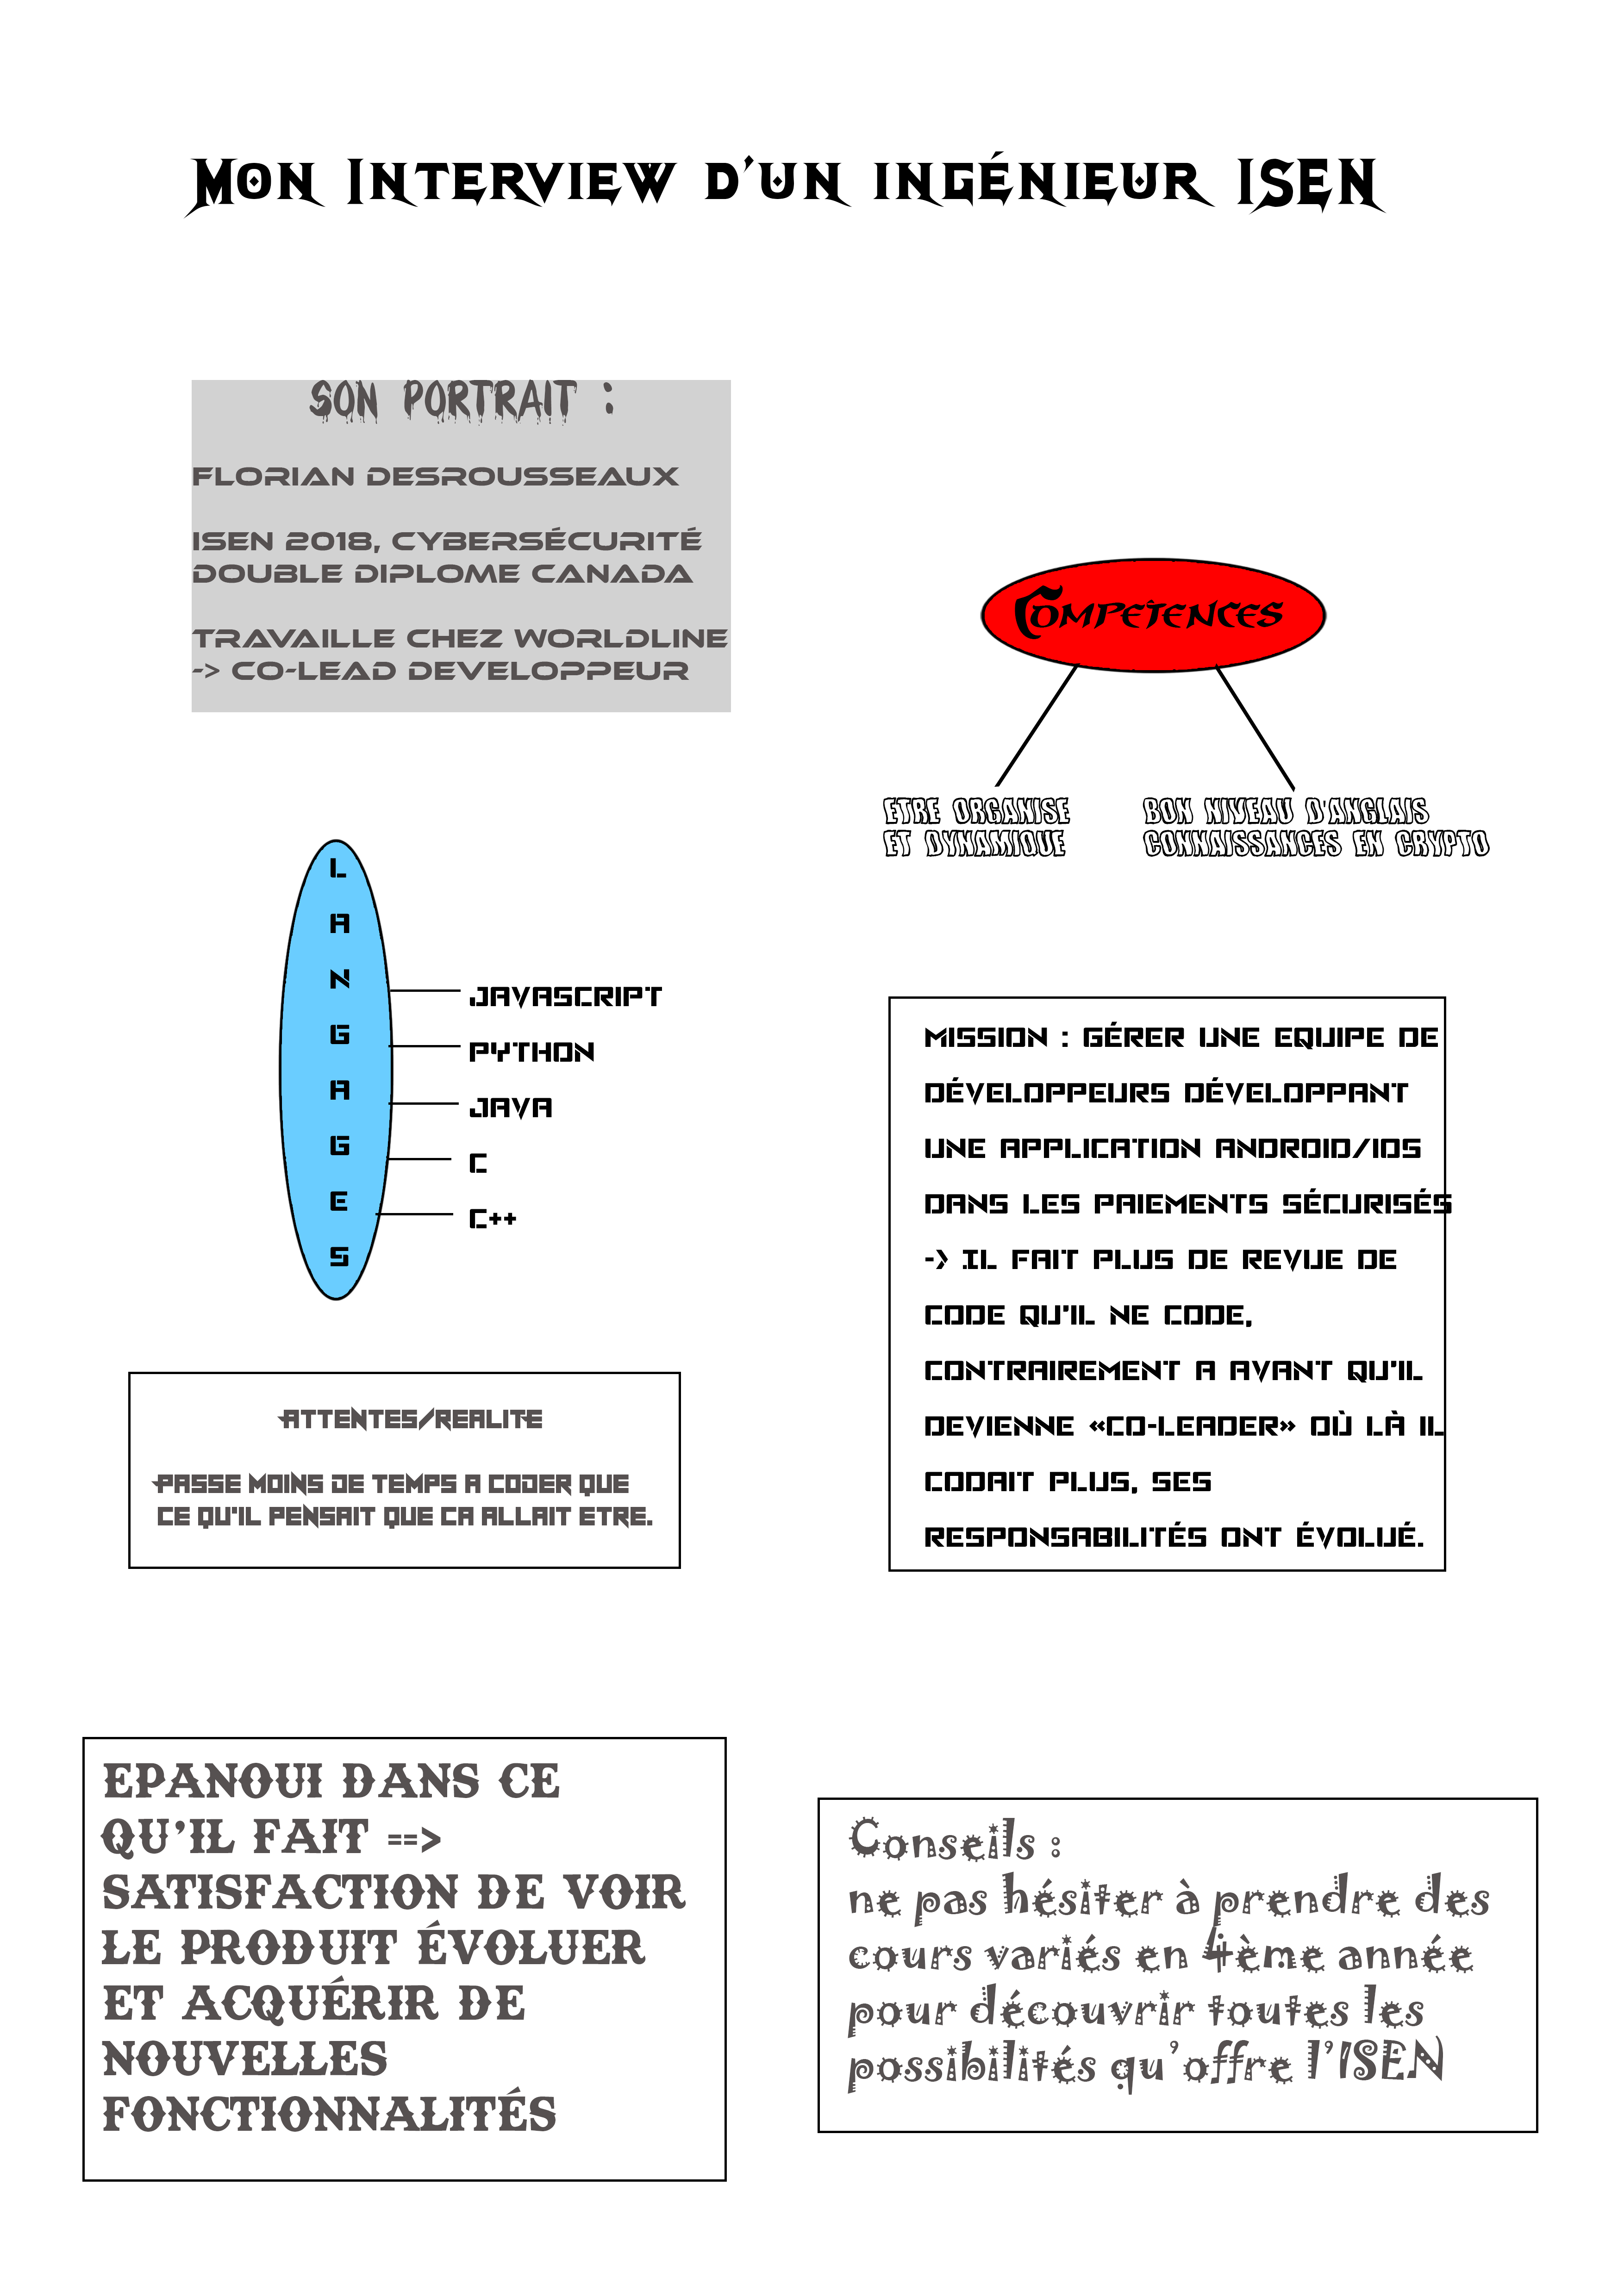 Mon Interview d'un ingénieur ISEN
SON PORTRAIT :
FLORIAN DESROUSSEAUX
ISEN 2018, CYBERSÉCURITÉ
DOUBLE DIPLOME CANADA
TRAVAILLE CHEZ WORLDLINE
-> CO-LEAD DEVELOPPEUR
Competences
ETRE ORGANISE
ET DYNAMIQUE
BON NIVEAU D'ANGLAIS
CONNAISSANCES EN CRYPTO
L
A
N
G
A
G
E
S
JAVASCRIPT
PYTHON
JAVA
C
C++
MISSION : GÉRER UNE EQUIPE DE
DÉVELOPPEURS DÉVELOPPANT
UNE APPLICATION ANDROID/IOS
DANS LES PAIEMENTS SÉCURISÉS
-> IL FAIT PLUS DE REVUE DE
CODE QU'IL NE CODE,
CONTRAIREMENT A AVANT QU'IL
DEVIENNE «CO-LEADER» OÙ LÀ IL
CODAIT PLUS, SES
RESPONSABILITÉS ONT ÉVOLUÉ.
ATTENTES/REALITE
PASSE MOINS DE TEMPS A CODER QUE
CE QU'IL PENSAIT QUE CA ALLAIT ETRE.
EPANOUI DANS CE
QU'IL FAIT ==>
SATISFACTION DE VOIR
LE PRODUIT ÉVOLUER
ET ACQUÉRIR DE
NOUVELLES
FONCTIONNALITÉS
Conseils :
ne pas hésiter à prendre des
cours variés en 4ème année
pour découvrir toutes les
possibilités qu'offre l'ISEN